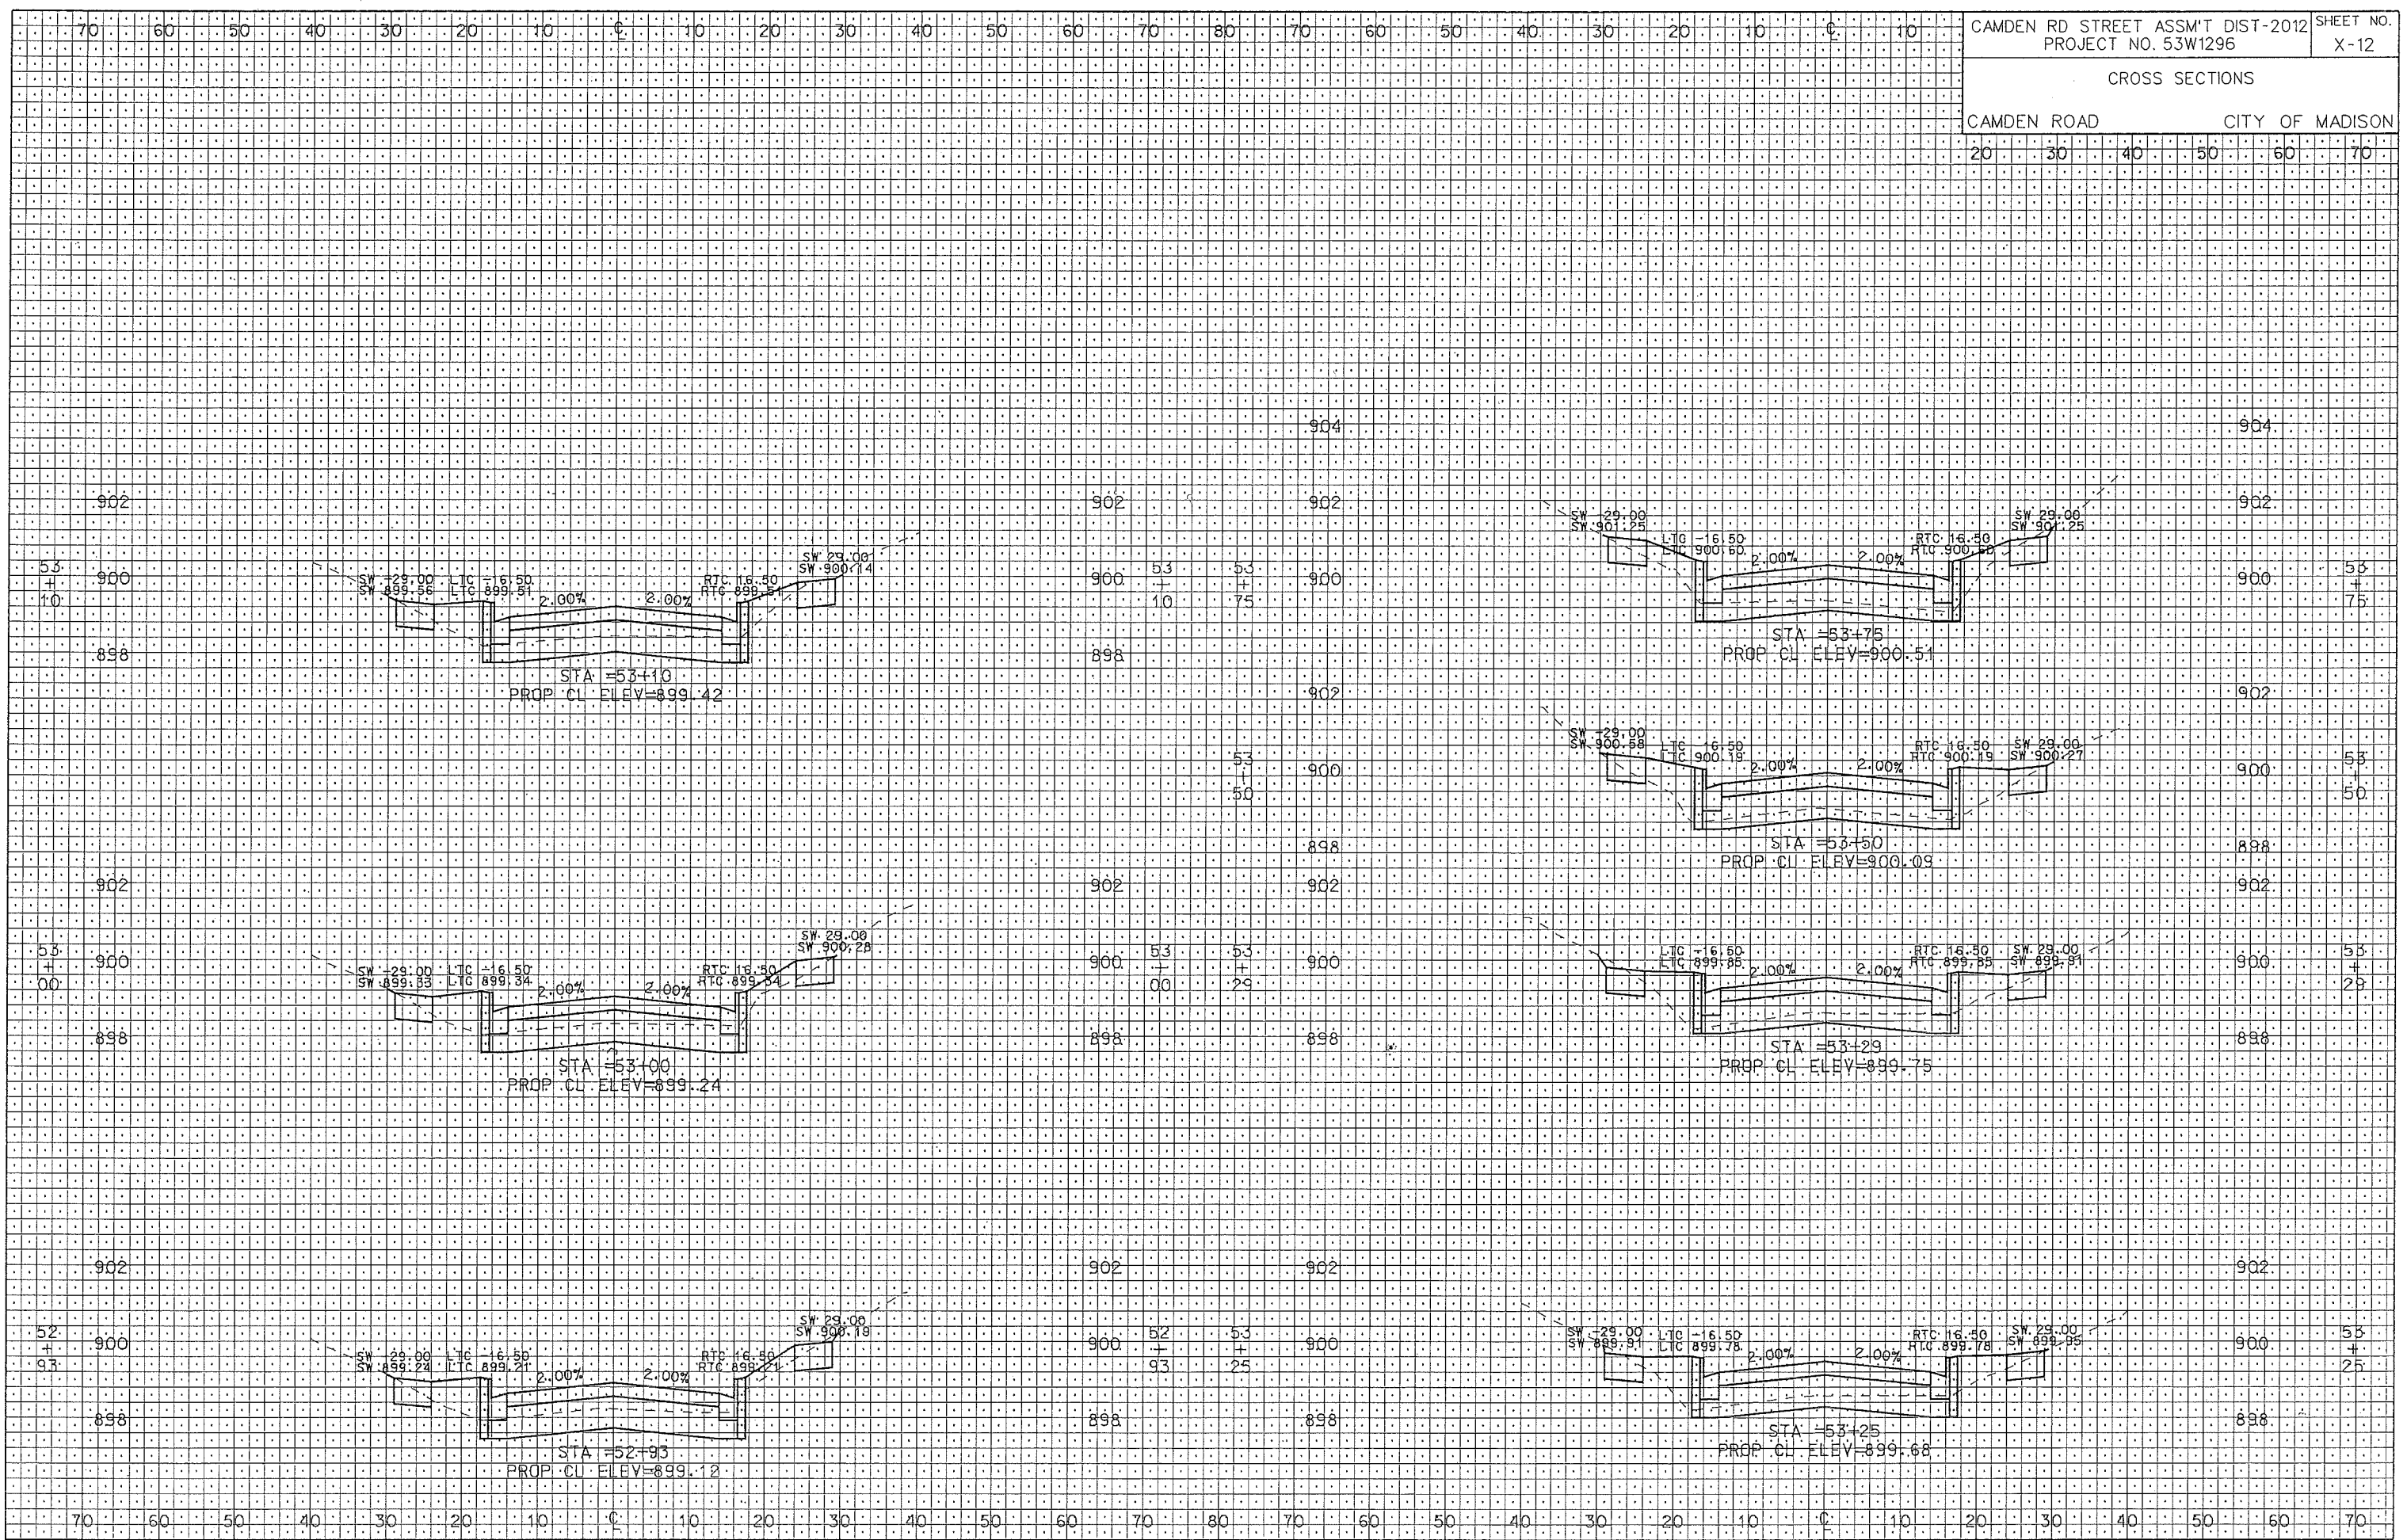 70 60 50 40 30 20 10 ℄ 10 20 30 40 50 60 70 80 70 60 50 40 30 20 10 ℄ 10
CAMDEN RD STREET ASSM'T DIST-2012
PROJECT NO. 53W1296
SHEET NO.
X-12
CROSS SECTIONS
CAMDEN ROAD CITY OF MADISON
20 30 40 50 60 70
902 902
53
+
10
900 900
53
+
10
898 898
SW -29.00
SW 899.56
LTC -16.50
LTC 899.51
2.00% 2.00%
RTC 16.50
RTC 899.51
SW 29.00
SW 900.14
STA =53+10
PROP CL ELEV=899.42
902 902
53
+
00
900 900
53
+
00
898 898
SW -29.00
SW 899.33
LTC -16.50
LTC 899.34
2.00% 2.00%
RTC 16.50
RTC 899.34
SW 29.00
SW 900.28
STA =53+00
PROP CL ELEV=899.24
902 902
52
+
93
900 900
52
+
93
898 898
SW -29.00
SW 899.24
LTC -16.50
LTC 899.21
2.00% 2.00%
RTC 16.50
RTC 899.21
SW 29.00
SW 900.19
STA =52+93
PROP CL ELEV=899.12
904 904
902 902
53
+
75
900 900
53
+
75
SW -29.00
SW 901.25
LTC -16.50
LTC 900.60
2.00% 2.00%
RTC 16.50
RTC 900.60
SW 29.00
SW 901.25
STA =53+75
PROP CL ELEV=900.51
902 902
53
+
50
900 900
53
+
50
898 898
SW -29.00
SW 900.58
LTC -16.50
LTC 900.19
2.00% 2.00%
RTC 16.50
RTC 900.19
SW 29.00
SW 900.27
STA =53+50
PROP CL ELEV=900.09
902 902
53
+
29
900 900
53
+
29
898 898
LTC -16.50
LTC 899.85
2.00% 2.00%
RTC 16.50
RTC 899.85
SW 29.00
SW 899.91
STA =53+29
PROP CL ELEV=899.75
902 902
53
+
25
900 900
53
+
25
898 898
SW -29.00
SW 899.91
LTC -16.50
LTC 899.78
2.00% 2.00%
RTC 16.50
RTC 899.78
SW 29.00
SW 899.95
STA =53+25
PROP CL ELEV=899.68
70 60 50 40 30 20 10 ℄ 10 20 30 40 50 60 70 80 70 60 50 40 30 20 10 ℄ 10 20 30 40 50 60 70